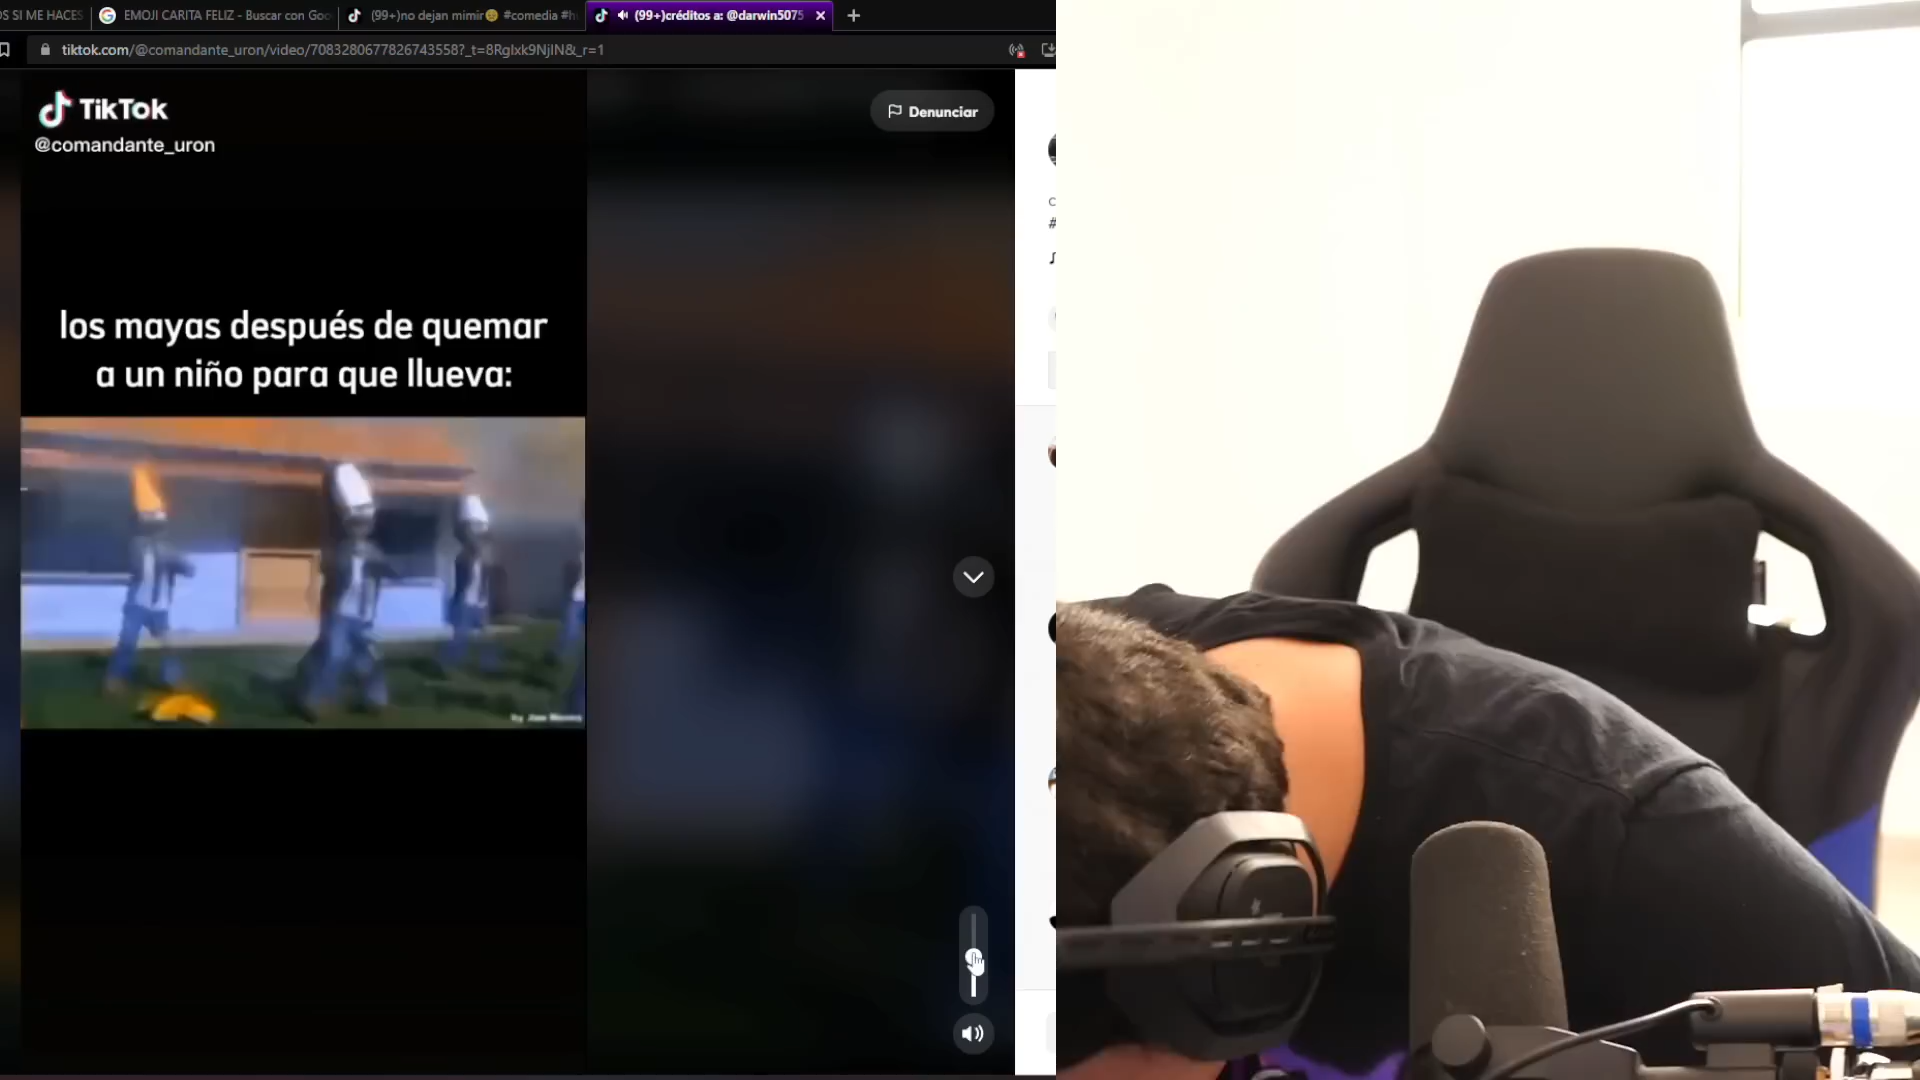 S SI ME HACES
EMOJI CARITA FELIZ - Buscar con Goo
(99+)no dejan mimir😔 #comedia #hu
(99+)créditos a: @darwin5075
tiktok.com/@comandante_uron/video/7083280677826743558?_t=8Rglxk9NjIN&_r=1
TikTok
@comandante_uron
Denunciar
los mayas después de quemar
a un niño para que llueva: